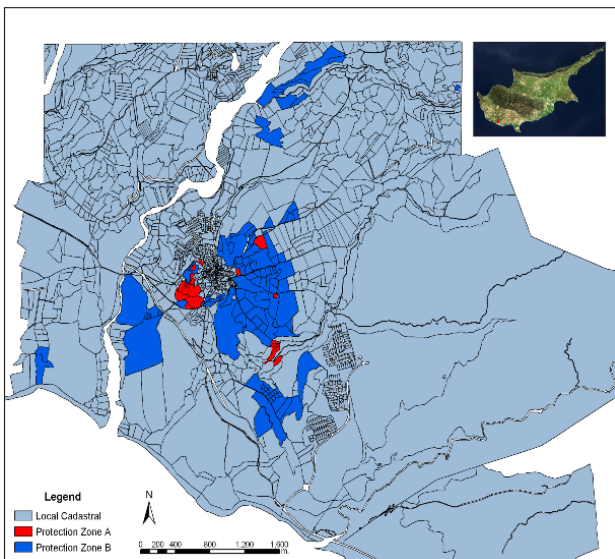 Legend
Local Cadastral
Protection Zone A
Protection Zone B
N
0 200 400 800 1.200 1.600
m.